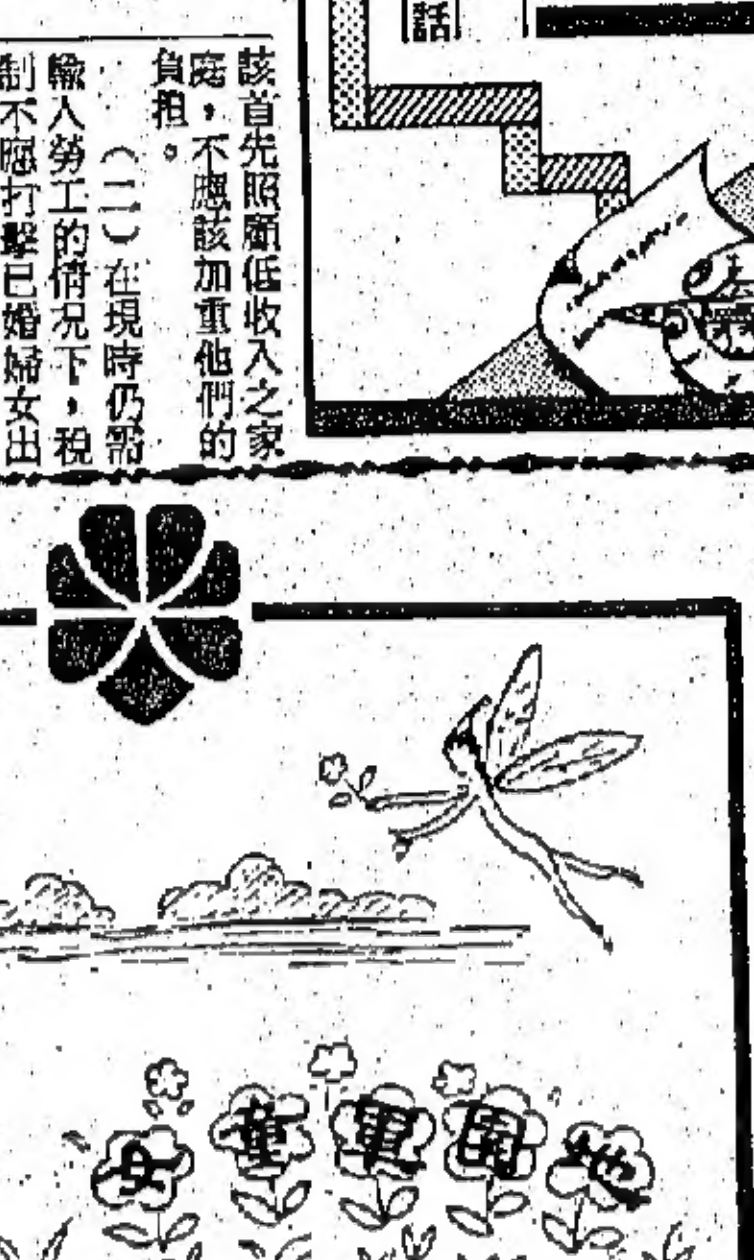 話
該首先照顧低收入之家
庭，不應該加重他們的
負担。
（二）在現時仍需
輸入勞工的情况下，稅
制不應打擊已婚婦女出
女童軍園地